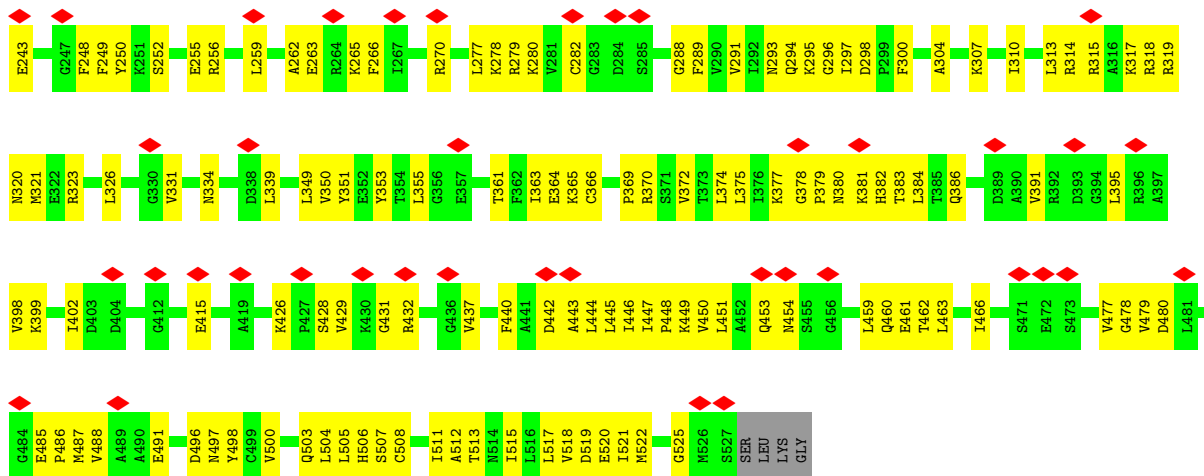 E243 G247 F248 F249 Y250 K251 S252 E255 R256 L259 A262 E263 R264 K265 F266 I267 R270 L277 K278 R279 K280 V281 C282 G283 D284 S285 G288 F289 V290 V291 I292 N293 Q294 K295 G296 I297 D298 P299 F300 A304 K307 I310 L313 R314 R315 A316 K317 R318 R319
N320 M321 E322 R323 L326 G330 V331 N334 D338 L339 L349 V350 Y351 E352 Y353 T354 L355 G356 E357 T361 F362 I363 E364 K365 C366 P369 R370 S371 V372 T373 L374 L375 I376 K377 G378 P379 N380 K381 H382 T383 L384 T385 Q386 D389 A390 V391 R392 D393 G394 L395 R396 A397
V398 K399 I402 D403 D404 G412 E415 A419 K426 P427 S428 V429 K430 G431 R432 G436 V437 F440 A441 D442 A443 L444 L445 I446 I447 P448 K449 V450 L451 A452 Q453 N454 S455 G456 L459 Q460 E461 T462 L463 I466 S471 E472 S473 V477 G478 V479 D480 L481
G484 E485 P486 M487 V488 A489 A490 E491 D496 N497 Y498 C499 V500 Q503 L504 L505 H506 S507 C508 I511 A512 T513 N514 I515 L516 L517 V518 D519 E520 I521 M522 G525 M526 S527 SER LEU LYS GLY